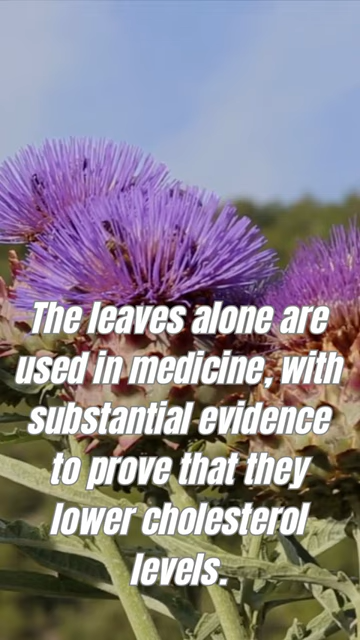 The leaves alone are
used in medicine, with
substantial evidence
to prove that they
lower cholesterol
levels.